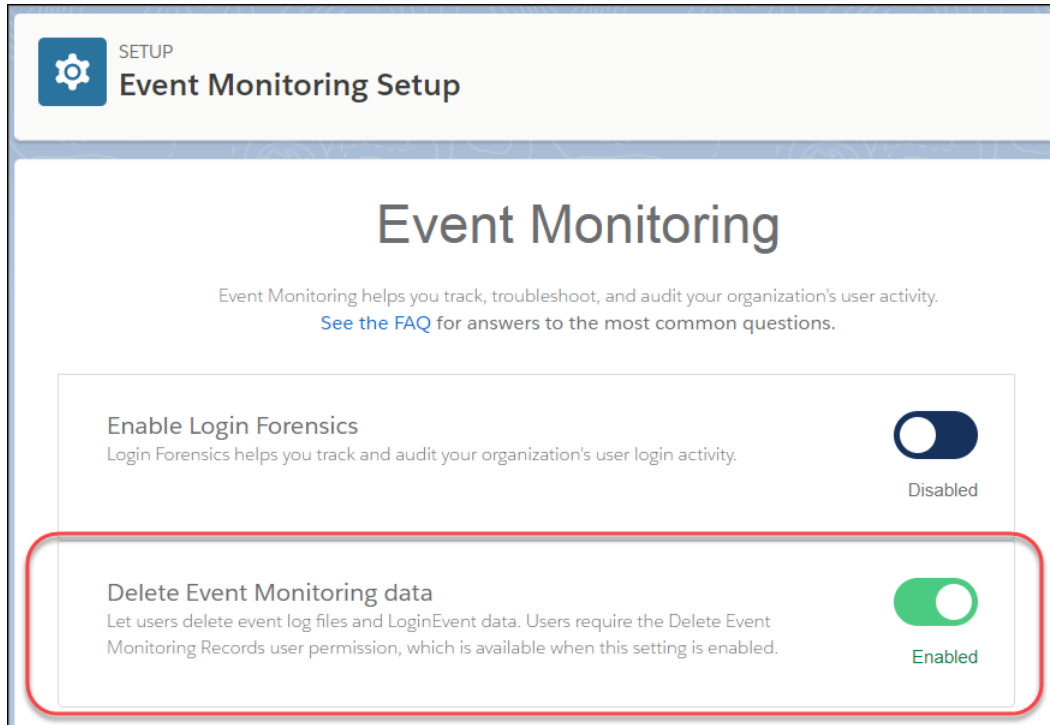 SETUP
Event Monitoring Setup
Event Monitoring
Event Monitoring helps you track, troubleshoot, and audit your organization's user activity.
See the FAQ for answers to the most common questions.
Enable Login Forensics
Login Forensics helps you track and audit your organization's user login activity.
Disabled
Delete Event Monitoring data
Let users delete event log files and LoginEvent data. Users require the Delete Event
Monitoring Records user permission, which is available when this setting is enabled.
Enabled